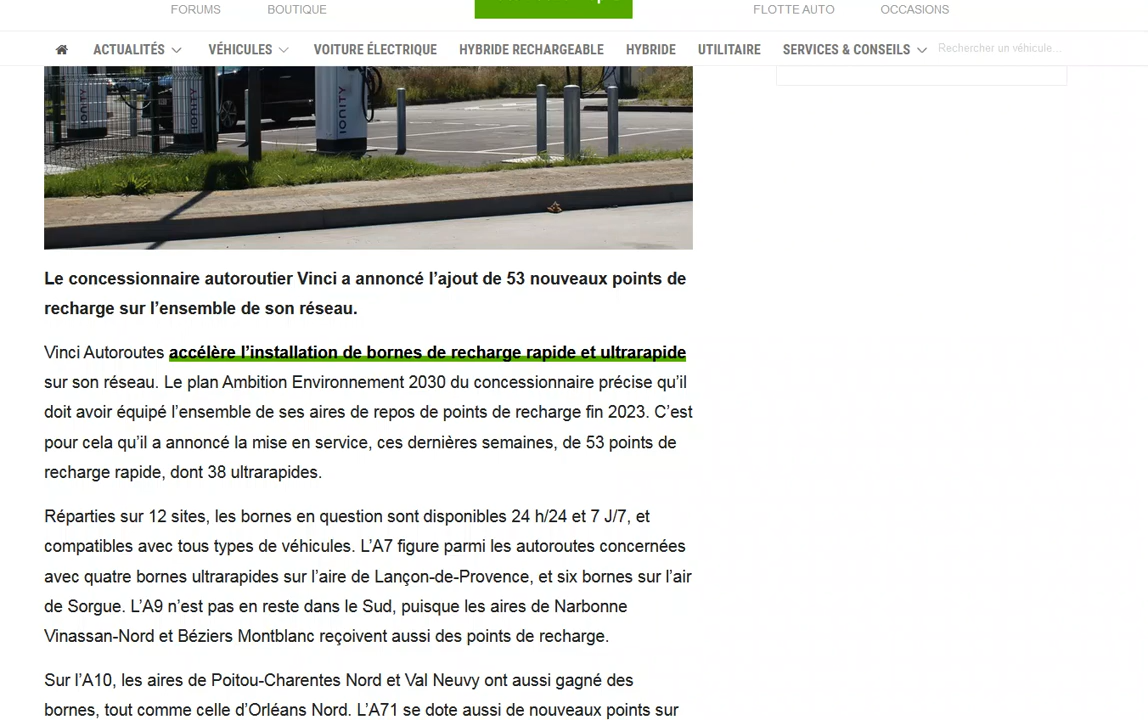 FORUMS BOUTIQUE FLOTTE AUTO OCCASIONS
ACTUALITÉS VÉHICULES VOITURE ÉLECTRIQUE HYBRIDE RECHARGEABLE HYBRIDE UTILITAIRE SERVICES & CONSEILS Rechercher un véhicule...
IONITY IONITY IONITY
Le concessionnaire autoroutier Vinci a annoncé l’ajout de 53 nouveaux points de
recharge sur l’ensemble de son réseau.
Vinci Autoroutes accélère l’installation de bornes de recharge rapide et ultrarapide
sur son réseau. Le plan Ambition Environnement 2030 du concessionnaire précise qu’il
doit avoir équipé l’ensemble de ses aires de repos de points de recharge fin 2023. C’est
pour cela qu’il a annoncé la mise en service, ces dernières semaines, de 53 points de
recharge rapide, dont 38 ultrarapides.
Réparties sur 12 sites, les bornes en question sont disponibles 24 h/24 et 7 J/7, et
compatibles avec tous types de véhicules. L’A7 figure parmi les autoroutes concernées
avec quatre bornes ultrarapides sur l’aire de Lançon-de-Provence, et six bornes sur l’air
de Sorgue. L’A9 n’est pas en reste dans le Sud, puisque les aires de Narbonne
Vinassan-Nord et Béziers Montblanc reçoivent aussi des points de recharge.
Sur l’A10, les aires de Poitou-Charentes Nord et Val Neuvy ont aussi gagné des
bornes, tout comme celle d’Orléans Nord. L’A71 se dote aussi de nouveaux points sur